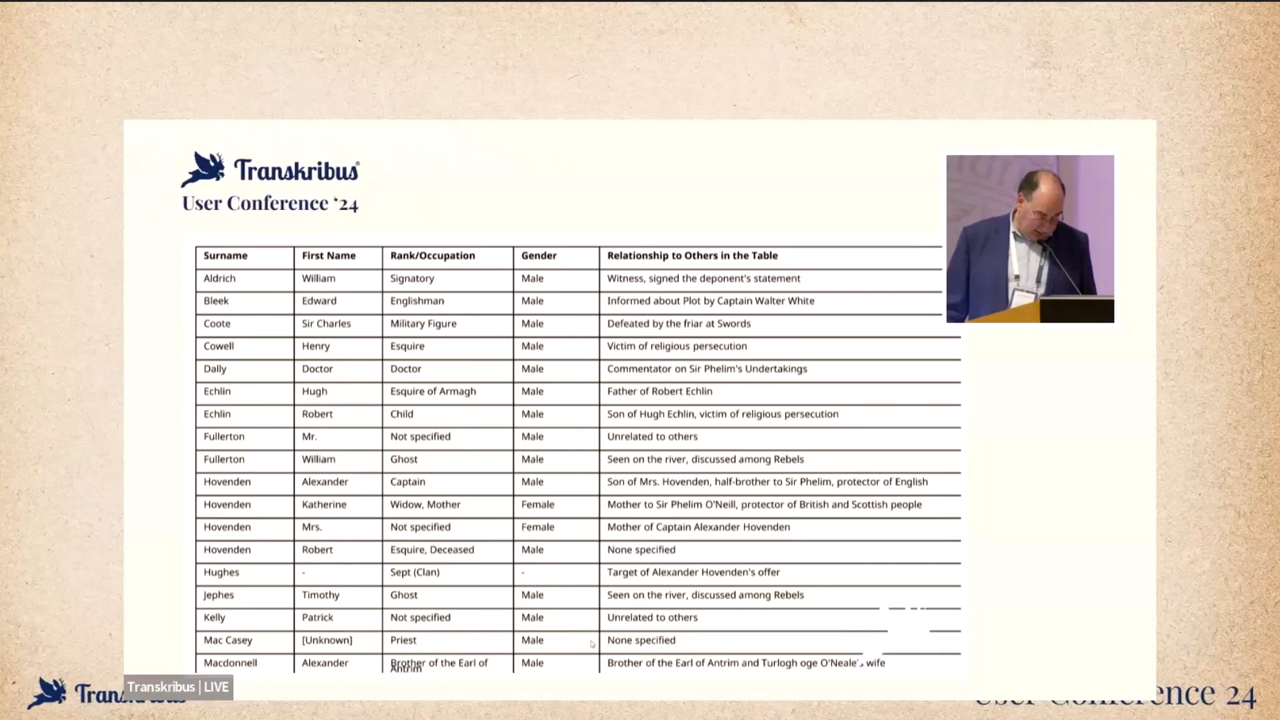 Transkribus
User Conference '24
Surname First Name Rank/Occupation Gender Relationship to Others in the Table
Aldrich William Signatory Male Witness, signed the deponent's statement
Bleek Edward Englishman Male Informed about Plot by Captain Walter White
Coote Sir Charles Military Figure Male Defeated by the friar at Swords
Cowell Henry Esquire Male Victim of religious persecution
Dally Doctor Doctor Male Commentator on Sir Phelim's Undertakings
Echlin Hugh Esquire of Armagh Male Father of Robert Echlin
Echlin Robert Child Male Son of Hugh Echlin, victim of religious persecution
Fullerton Mr. Not specified Male Unrelated to others
Fullerton William Ghost Male Seen on the river, discussed among Rebels
Hovenden Alexander Captain Male Son of Mrs. Hovenden, half-brother to Sir Phelim, protector of English
Hovenden Katherine Widow, Mother Female Mother to Sir Phelim O'Neill, protector of British and Scottish people
Hovenden Mrs. Not specified Female Mother of Captain Alexander Hovenden
Hovenden Robert Esquire, Deceased Male None specified
Hughes - Sept (Clan) - Target of Alexander Hovenden's offer
Jephes Timothy Ghost Male Seen on the river, discussed among Rebels
Kelly Patrick Not specified Male Unrelated to others
Mac Casey [Unknown] Priest Male None specified
Macdonnell Alexander Brother of the Earl of Male Brother of the Earl of Antrim and Turlogh oge O'Neale's wife
Antrim
Transkribus | LIVE
Transkribus
User Conference 24